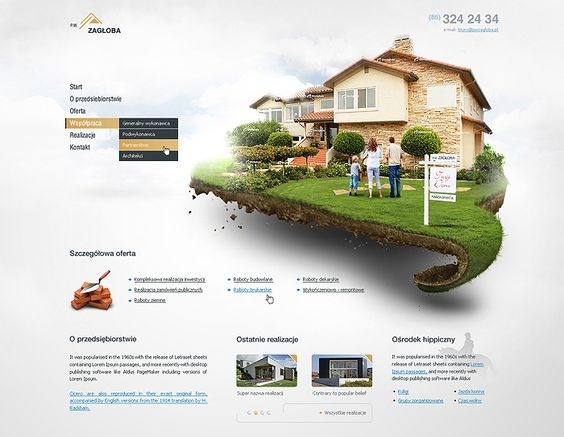 P.W. ZAGŁOBA
(85) 324 24 34
e-mail: biuro@pwzagloba.pl
Start
O przedsiębiorstwie
Oferta
Współpraca
Generalny wykonawca
Realizacje
Podwykonawca
Partnerstwo
Kontakt
Architekci
P.W. ZAGŁOBA
Twój
Dom
Szczegółowa oferta
Kompleksowa realizacja inwestycji
Roboty budowlane
Roboty dekarskie
Realizacja zamówień publicznych
Roboty brukarskie
Wykończeniowo - remontowe
Roboty ziemne
O przedsiębiorstwie
It was popularised in the 1960s with
the release of Letraset sheets
containing Lorem Ipsum passages,
and more recently with desktop
publishing software like Aldus PageMaker including versions of
Lorem Ipsum.
Cicero are also reproduced in their exact original form,
accompanied by English versions from the 1914 translation by H.
Rackham.
Ostatnie realizacje
Super nazwa realizacji
Contrary to popular belief
Wszystkie realizacje
Ośrodek hippiczny
It was popularised in the 1960s with the
release of Letraset sheets containing Lorem
Ipsum passages, and more recently with
desktop publishing software like Aldus
Kuligi
Jazda konna
Grupy zorganizowane
Czas wolny